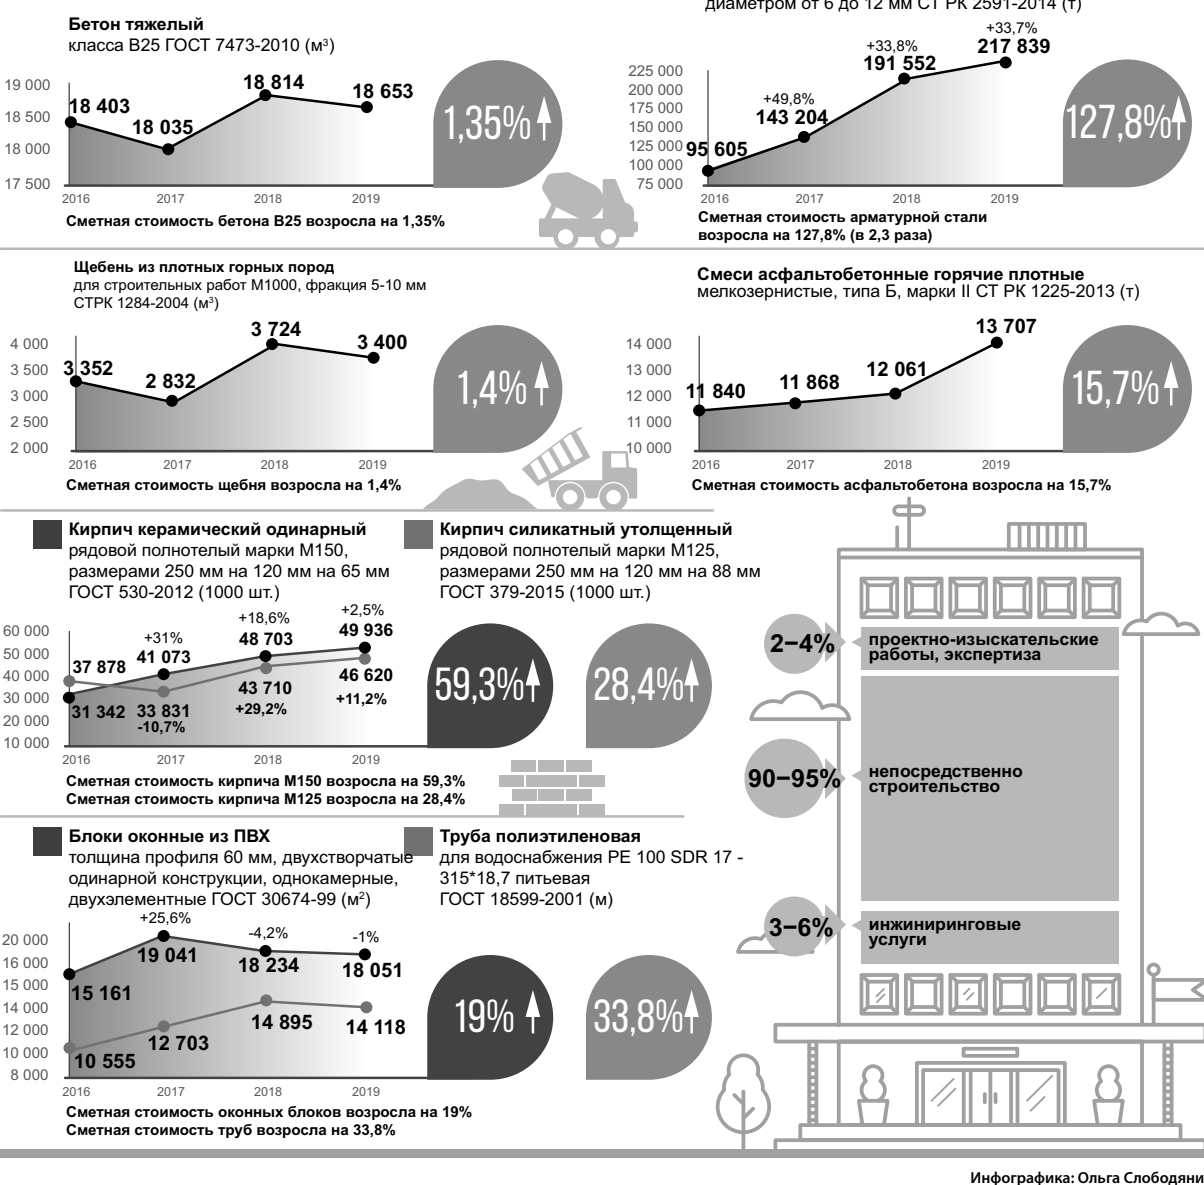 Бетон тяжелый
класса В25 ГОСТ 7473-2010 (м³)
19 000
18 500
18 000
17 500
18 403
18 035
18 814
18 653
2016
2017
2018
2019
1,35%
Сметная стоимость бетона В25 возросла на 1,35%
диаметром от 6 до 12 мм СТ РК 2591-2014 (т)
225 000
200 000
175 000
150 000
125 000
100 000
75 000
95 605
+49,8%
143 204
+33,8%
191 552
+33,7%
217 839
2016
2017
2018
2019
127,8%
Сметная стоимость арматурной стали
возросла на 127,8% (в 2,3 раза)
Щебень из плотных горных пород
для строительных работ М1000, фракция 5-10 мм
СТРК 1284-2004 (м³)
4 000
3 500
3 000
2 500
2 000
3 352
2 832
3 724
3 400
2016
2017
2018
2019
1,4%
Сметная стоимость щебня возросла на 1,4%
Смеси асфальтобетонные горячие плотные
мелкозернистые, типа Б, марки II СТ РК 1225-2013 (т)
14 000
13 000
12 000
11 000
10 000
11 840
11 868
12 061
13 707
2016
2017
2018
2019
15,7%
Сметная стоимость асфальтобетона возросла на 15,7%
Кирпич керамический одинарный
рядовой полнотелый марки М150,
размерами 250 мм на 120 мм на 65 мм
ГОСТ 530-2012 (1000 шт.)
Кирпич силикатный утолщенный
рядовой полнотелый марки М125,
размерами 250 мм на 120 мм на 88 мм
ГОСТ 379-2015 (1000 шт.)
60 000
50 000
40 000
30 000
20 000
10 000
37 878
31 342
+31%
41 073
33 831
-10,7%
+18,6%
48 703
43 710
+29,2%
+2,5%
49 936
46 620
+11,2%
2016
2017
2018
2019
59,3%
28,4%
Сметная стоимость кирпича М150 возросла на 59,3%
Сметная стоимость кирпича М125 возросла на 28,4%
Блоки оконные из ПВХ
толщина профиля 60 мм, двухстворчатые
одинарной конструкции, однокамерные,
двухэлементные ГОСТ 30674-99 (м²)
Труба полиэтиленовая
для водоснабжения РЕ 100 SDR 17 -
315*18,7 питьевая
ГОСТ 18599-2001 (м)
20 000
16 000
15 000
14 000
12 000
10 000
8 000
15 161
10 555
+25,6%
19 041
12 703
-4,2%
18 234
14 895
-1%
18 051
14 118
2016
2017
2018
2019
19%
33,8%
Сметная стоимость оконных блоков возросла на 19%
Сметная стоимость труб возросла на 33,8%
2–4%
проектно-изыскательские
работы, экспертиза
90–95%
непосредственно
строительство
3–6%
инжиниринговые
услуги
Инфографика: Ольга Слободяни